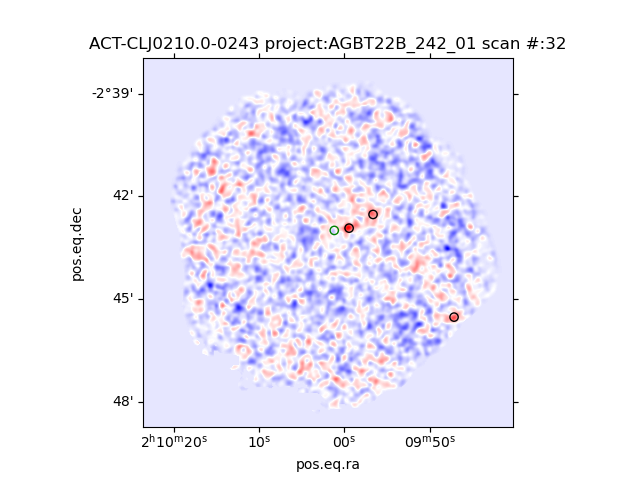 ACT-CLJ0210.0-0243 project:AGBT22B_242_01 scan #:32
-2°39'
42'
45'
48'
pos.eq.dec
2ʰ10ᵐ20ˢ 10ˢ 00ˢ 09ᵐ50ˢ
pos.eq.ra